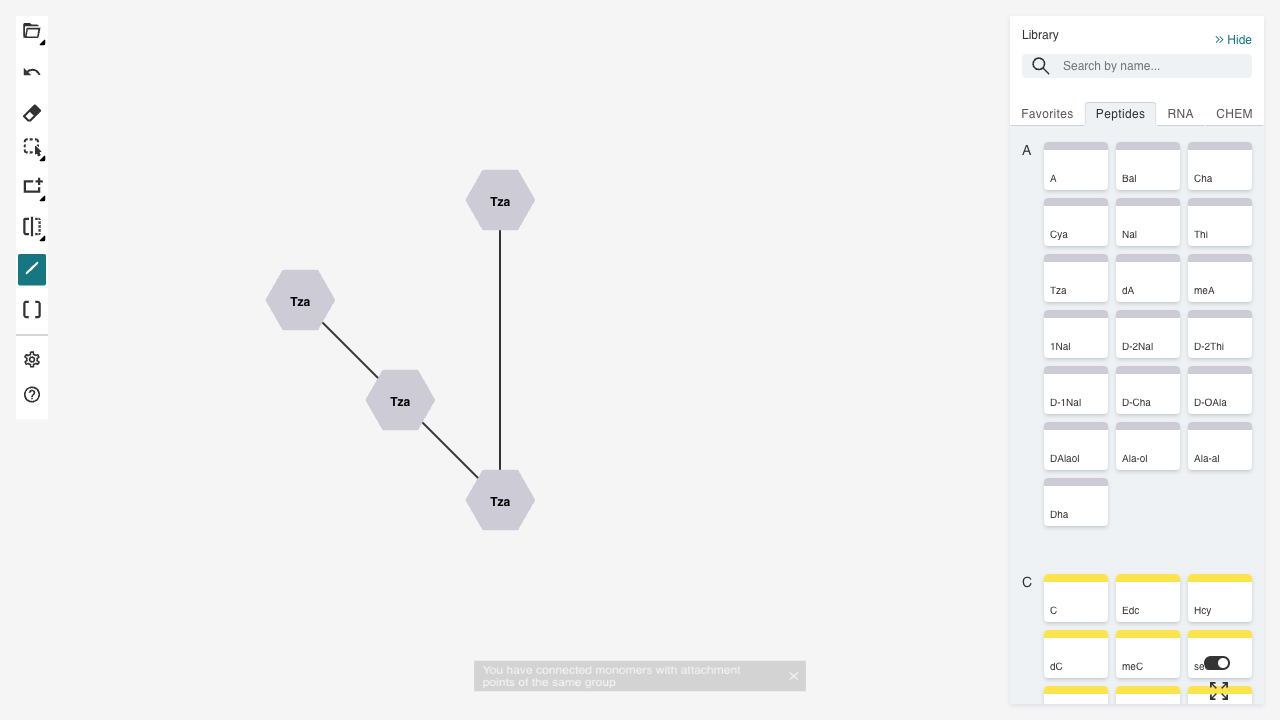 Library
Hide
Search by name...
Favorites
Peptides
RNA
CHEM
A
A
Bal
Cha
Cya
Nal
Thi
Tza
dA
meA
1Nal
D-2Nal
D-2Thi
D-1Nal
D-Cha
D-OAla
DAlaol
Ala-ol
Ala-al
Dha
C
C
Edc
Hcy
dC
meC
Tza
Tza
Tza
Tza
You have connected monomers with attachment
points of the same group